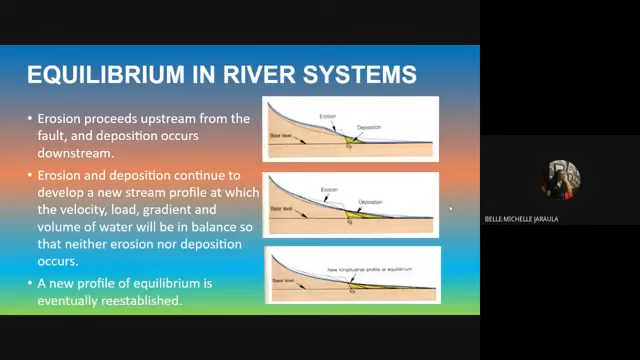 EQUILIBRIUM IN RIVER SYSTEMS
• Erosion proceeds upstream from the
fault, and deposition occurs
downstream.
• Erosion and deposition continue to
develop a new stream profile at which
the velocity, load, gradient and
volume of water will be in balance so
that neither erosion nor deposition
occurs.
• A new profile of equilibrium is
eventually reestablished.
Erosion
Deposition
Base level
Erosion
Deposition
Base level
New longitudinal profile at equilibrium
Base level
BELLE MICHELLE JARAULA